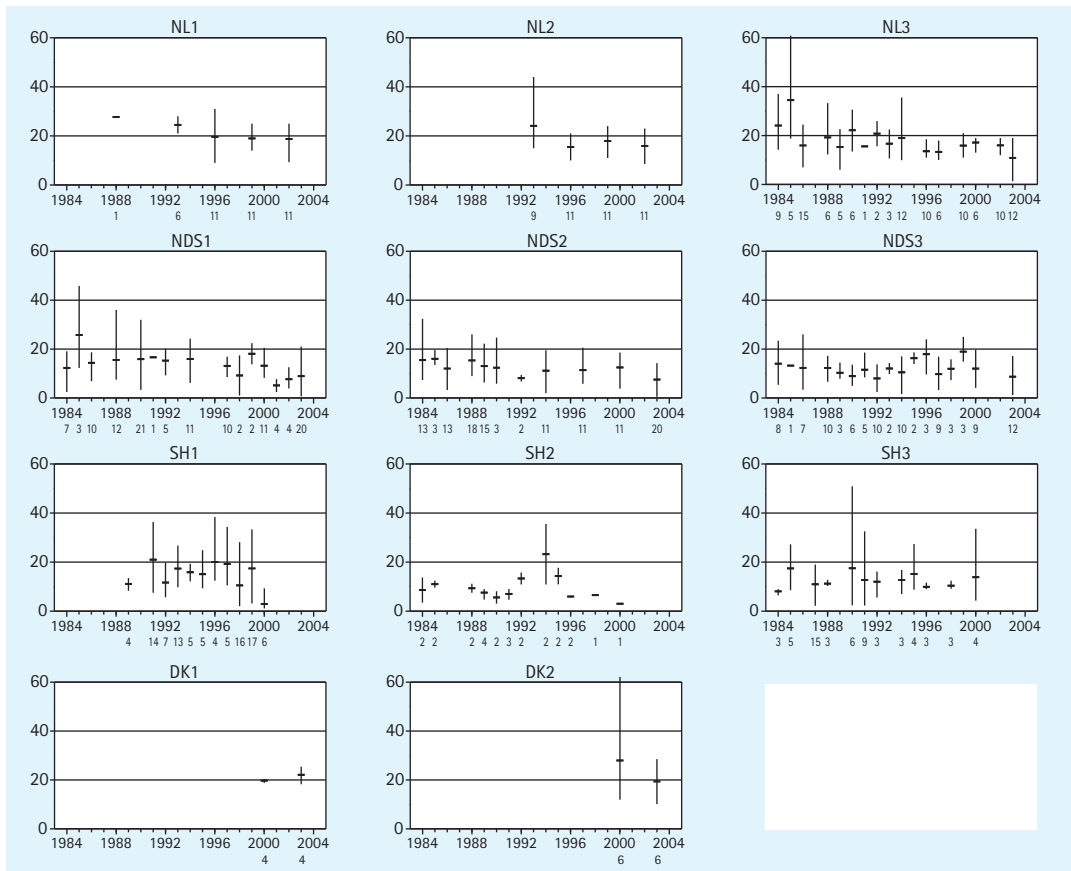 NL1 NL2 NL3
60 60 60
40 40 40
20 20 20
0 0 0
1984 1988 1992 1996 2000 2004 1984 1988 1992 1996 2000 2004 1984 1988 1992 1996 2000 2004
1 6 11 11 11 9 11 11 11 9 5 15 6 5 6 1 2 3 12 10 6 10 6 10 12
NDS1 NDS2 NDS3
60 60 60
40 40 40
20 20 20
0 0 0
1984 1988 1992 1996 2000 2004 1984 1988 1992 1996 2000 2004 1984 1988 1992 1996 2000 2004
7 3 10 12 21 1 5 11 10 2 2 11 4 4 20 13 3 13 18 15 3 2 11 11 11 20 8 1 7 10 3 6 5 10 2 10 2 3 9 3 3 9 12
SH1 SH2 SH3
60 60 60
40 40 40
20 20 20
0 0 0
1984 1988 1992 1996 2000 2004 1984 1988 1992 1996 2000 2004 1984 1988 1992 1996 2000 2004
4 14 7 13 5 5 4 5 16 17 6 2 2 2 4 2 3 2 2 2 2 1 1 3 5 15 3 6 9 3 3 4 3 3 4
DK1 DK2
60 60
40 40
20 20
0 0
1984 1988 1992 1996 2000 2004 1984 1988 1992 1996 2000 2004
4 4 6 6